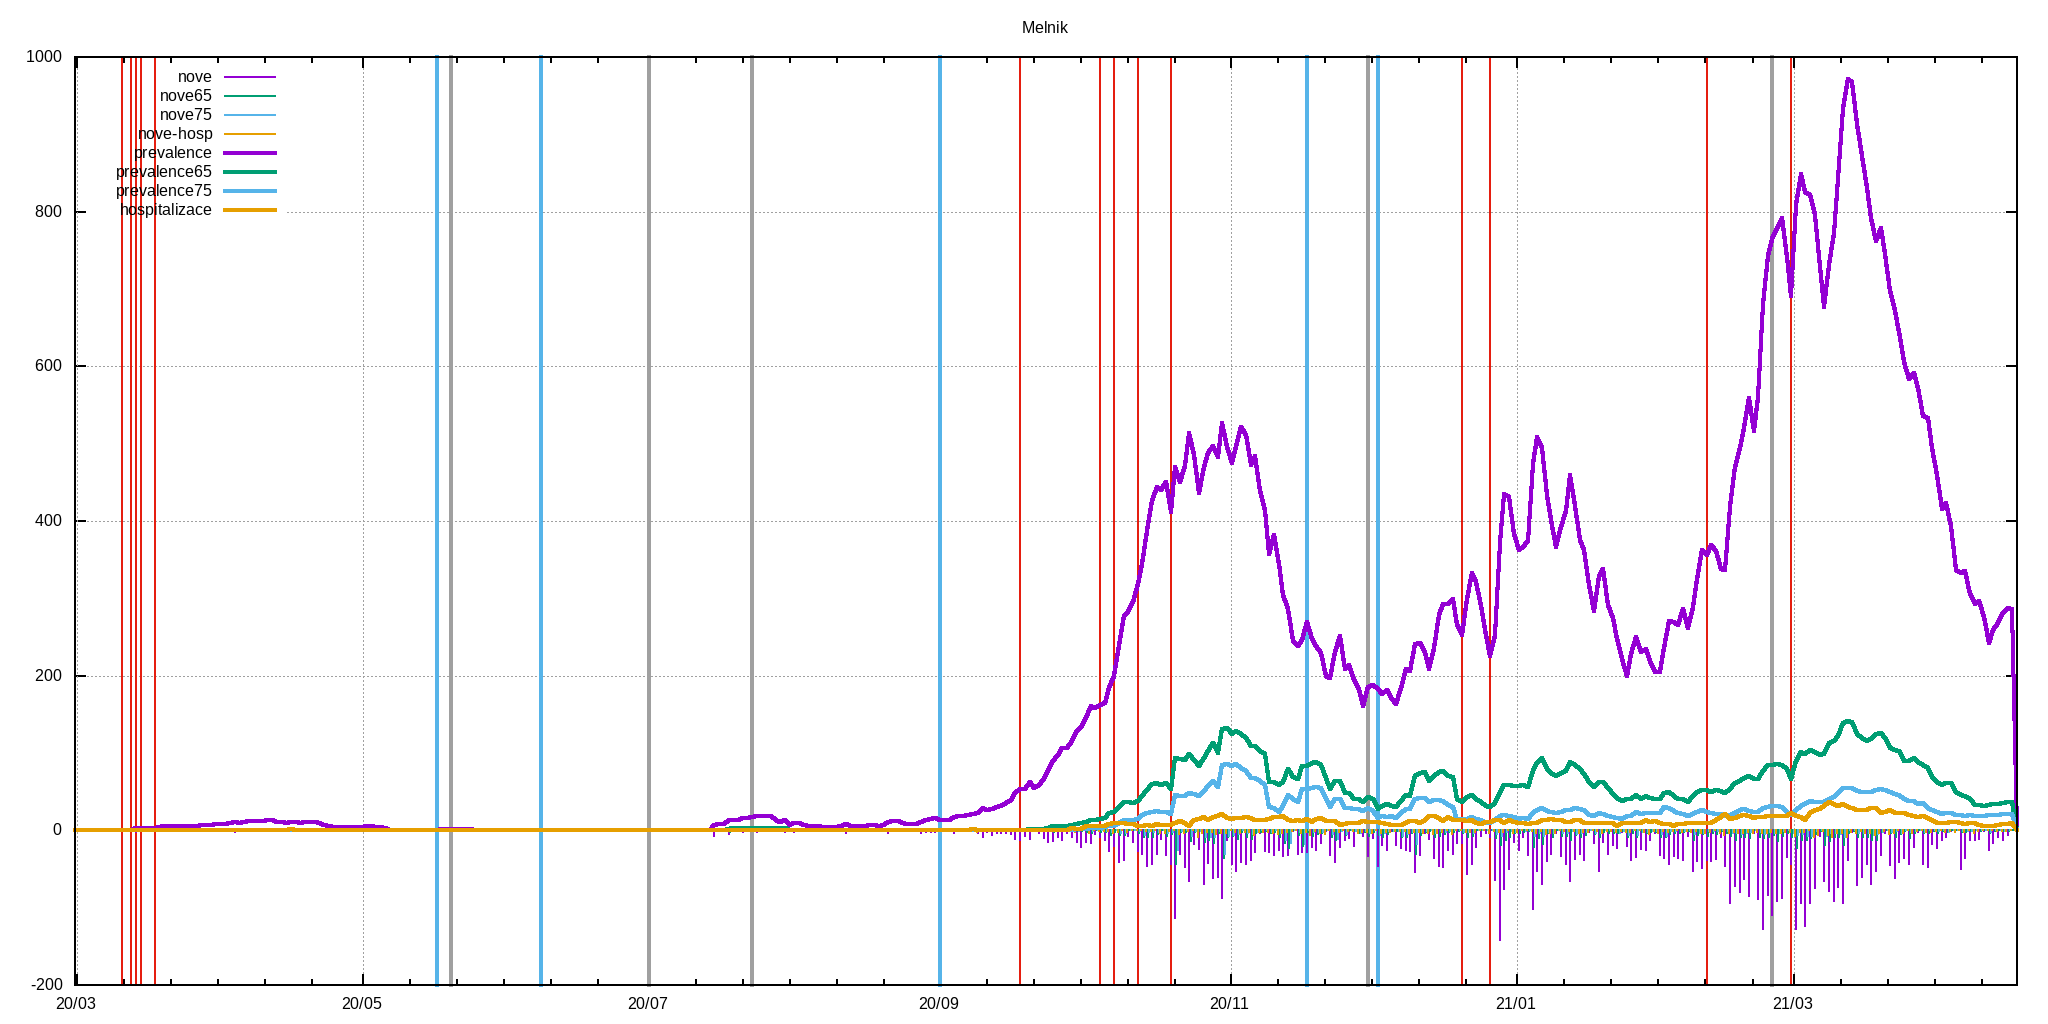 Melnik
1000
800
600
400
200
0
-200
nove
nove65
nove75
nove-hosp
prevalence
prevalence65
prevalence75
hospitalizace
20/03
20/05
20/07
20/09
20/11
21/01
21/03